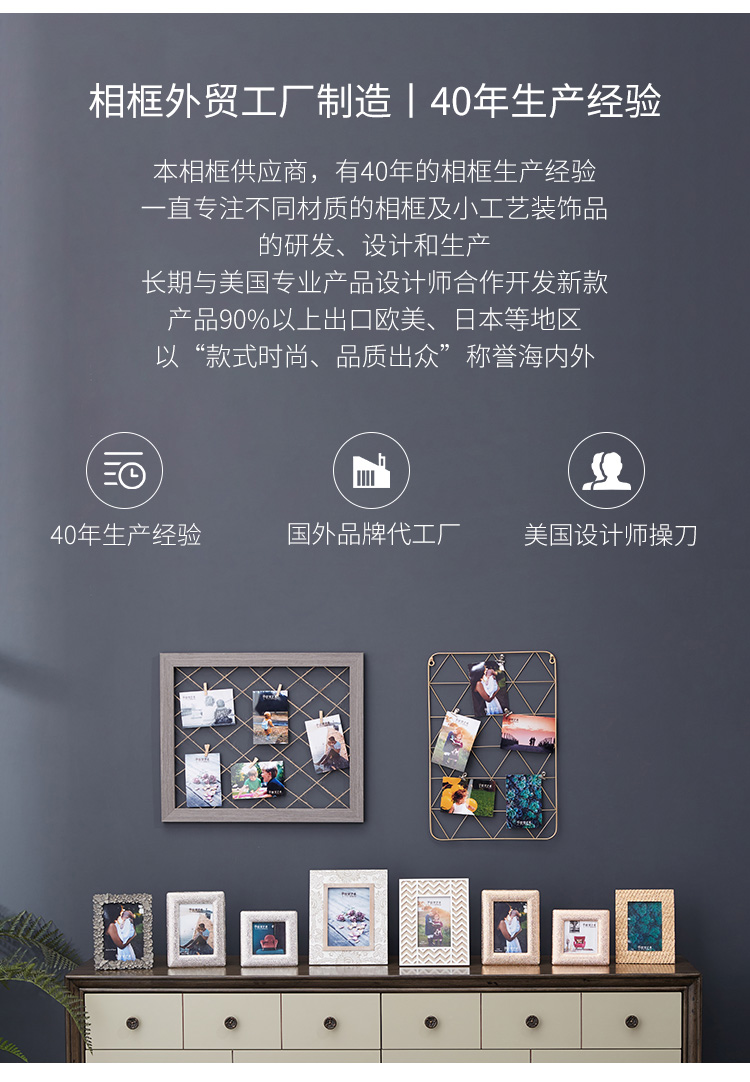 相框外贸工厂制造丨40年生产经验
本相框供应商，有40年的相框生产经验
一直专注不同材质的相框及小工艺装饰品
的研发、设计和生产
长期与美国专业产品设计师合作开发新款
产品90%以上出口欧美、日本等地区
以“款式时尚、品质出众”称誉海内外
40年生产经验
国外品牌代工厂
美国设计师操刀